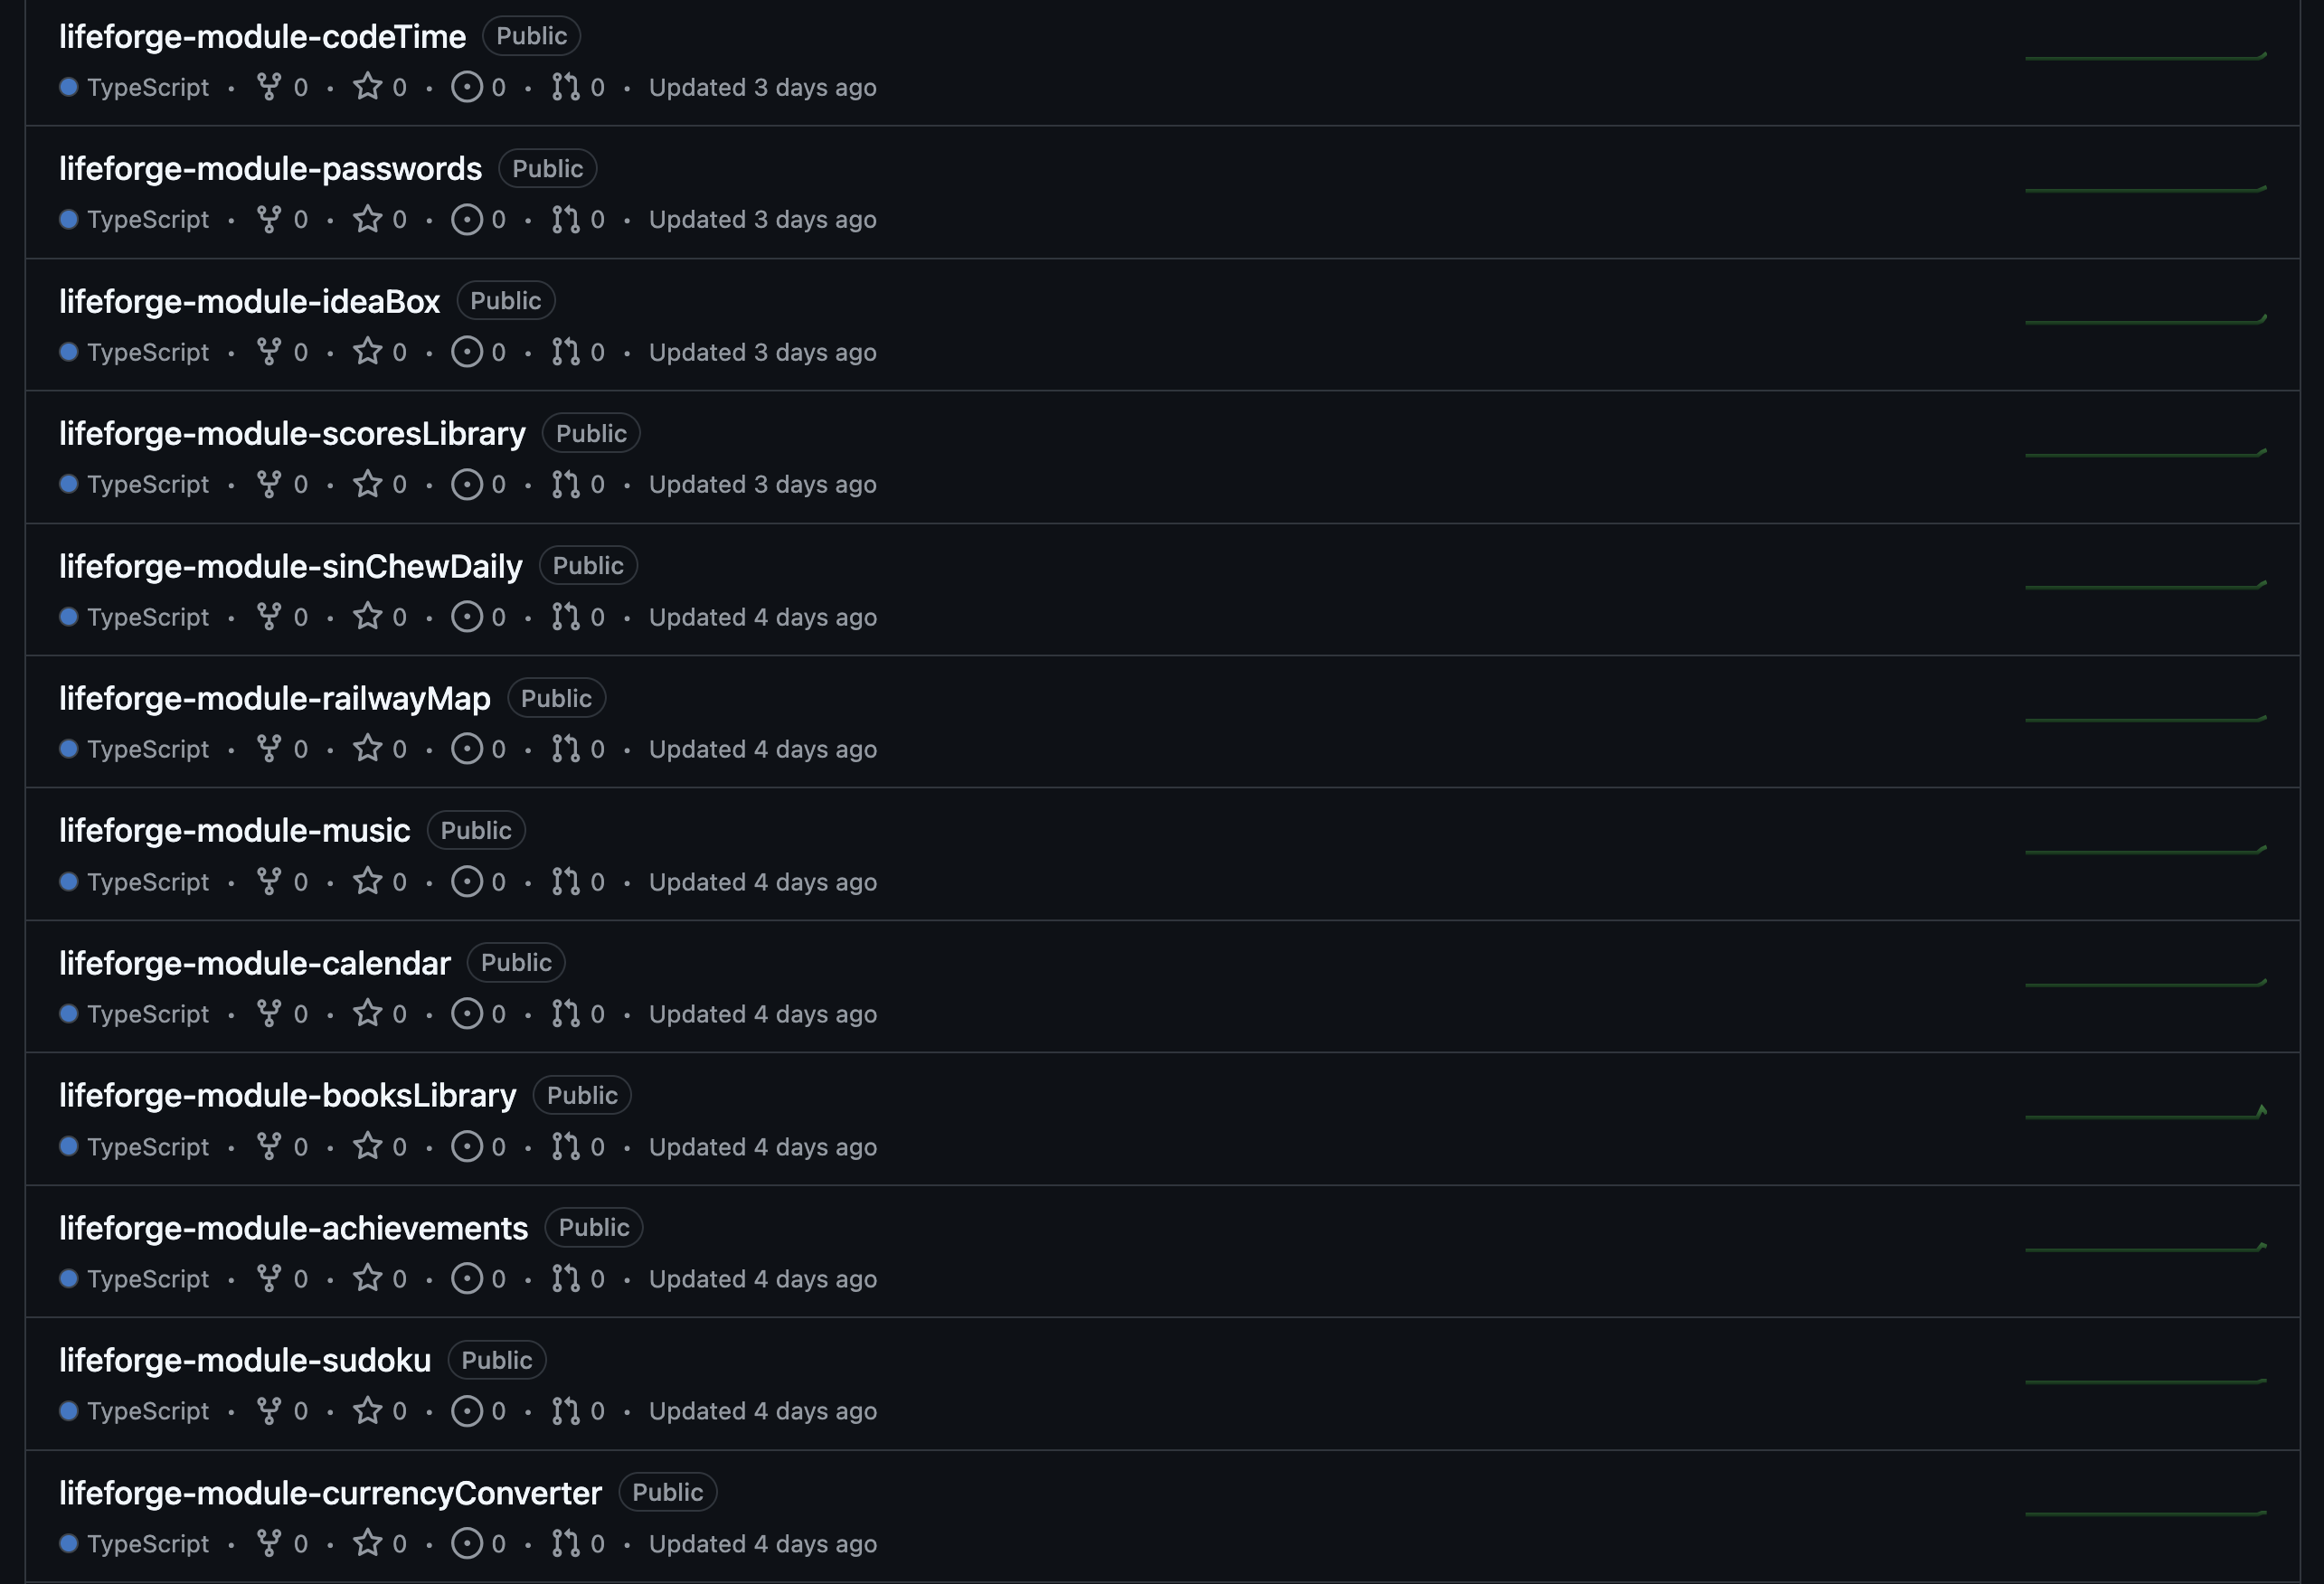 lifeforge-module-codeTime Public
TypeScript • 0 • 0 • 0 • 0 • Updated 3 days ago
lifeforge-module-passwords Public
TypeScript • 0 • 0 • 0 • 0 • Updated 3 days ago
lifeforge-module-ideaBox Public
TypeScript • 0 • 0 • 0 • 0 • Updated 3 days ago
lifeforge-module-scoresLibrary Public
TypeScript • 0 • 0 • 0 • 0 • Updated 3 days ago
lifeforge-module-sinChewDaily Public
TypeScript • 0 • 0 • 0 • 0 • Updated 4 days ago
lifeforge-module-railwayMap Public
TypeScript • 0 • 0 • 0 • 0 • Updated 4 days ago
lifeforge-module-music Public
TypeScript • 0 • 0 • 0 • 0 • Updated 4 days ago
lifeforge-module-calendar Public
TypeScript • 0 • 0 • 0 • 0 • Updated 4 days ago
lifeforge-module-booksLibrary Public
TypeScript • 0 • 0 • 0 • 0 • Updated 4 days ago
lifeforge-module-achievements Public
TypeScript • 0 • 0 • 0 • 0 • Updated 4 days ago
lifeforge-module-sudoku Public
TypeScript • 0 • 0 • 0 • 0 • Updated 4 days ago
lifeforge-module-currencyConverter Public
TypeScript • 0 • 0 • 0 • 0 • Updated 4 days ago